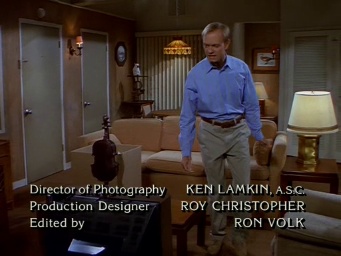 Director of Photography KEN LAMKIN, A.S.C.
Production Designer ROY CHRISTOPHER
Edited by RON VOLK